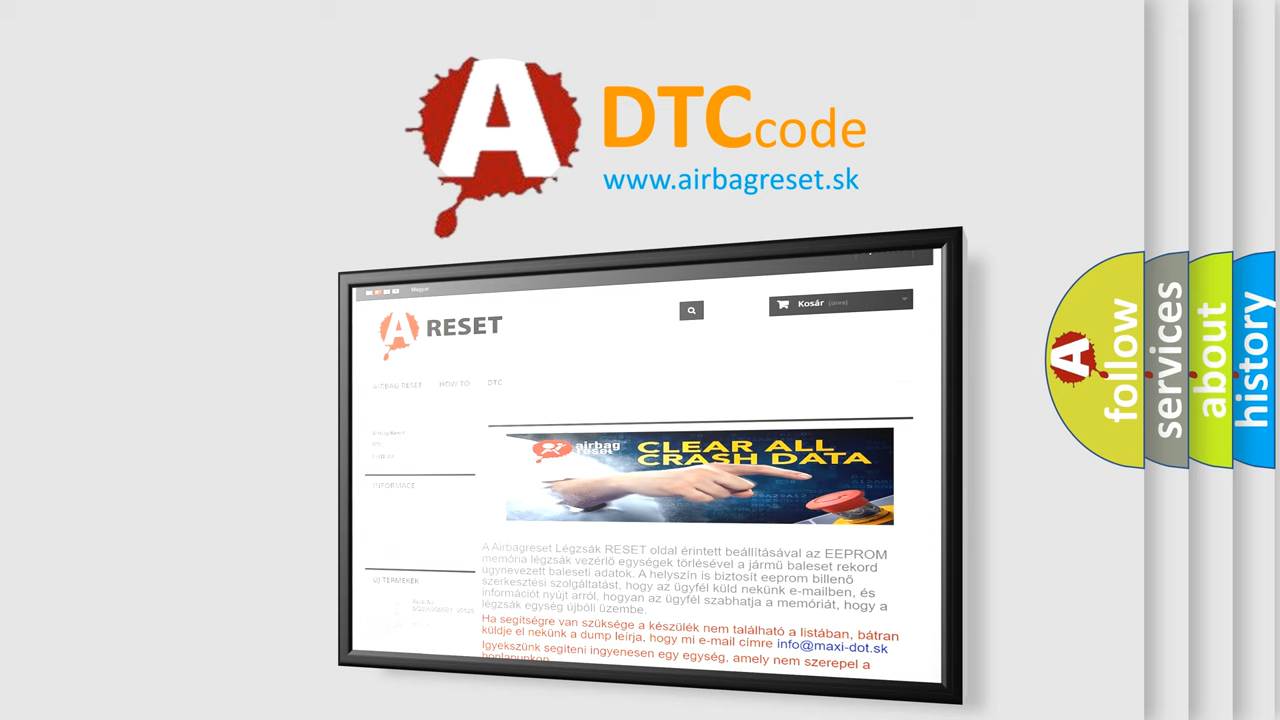 A DTCcode
www.airbagreset.sk
Magyar
A RESET
Kosár (üres)
AIRBAG RESET HOW TO DTC
INFORMACE
ÚJ TERMÉKEK
airbag
reset
CLEAR ALL
CRASH DATA
A Airbagreset Légzsák RESET oldal érintett beállításával az EEPROM
memória légzsák vezérlő egységek törlésével a jármű baleset rekord
úgynevezett baleseti adatok. A helyszín is biztosít eeprom billenő
szerkesztési szolgáltatást, hogy az ügyfél küld nekünk e-mailben, és
információt nyújt arról, hogyan az ügyfél szabhatja a memóriát, hogy a
légzsák egység újbóli üzembe.
Ha segítségre van szüksége a készülék nem található a listában, bátran
küldje el nekünk a dump leírja, hogy mi e-mail címre info@maxi-dot.sk
Igyekszünk segíteni ingyenesen egy egység, amely nem szerepel a
honlapunkon
A follow
services
about
history